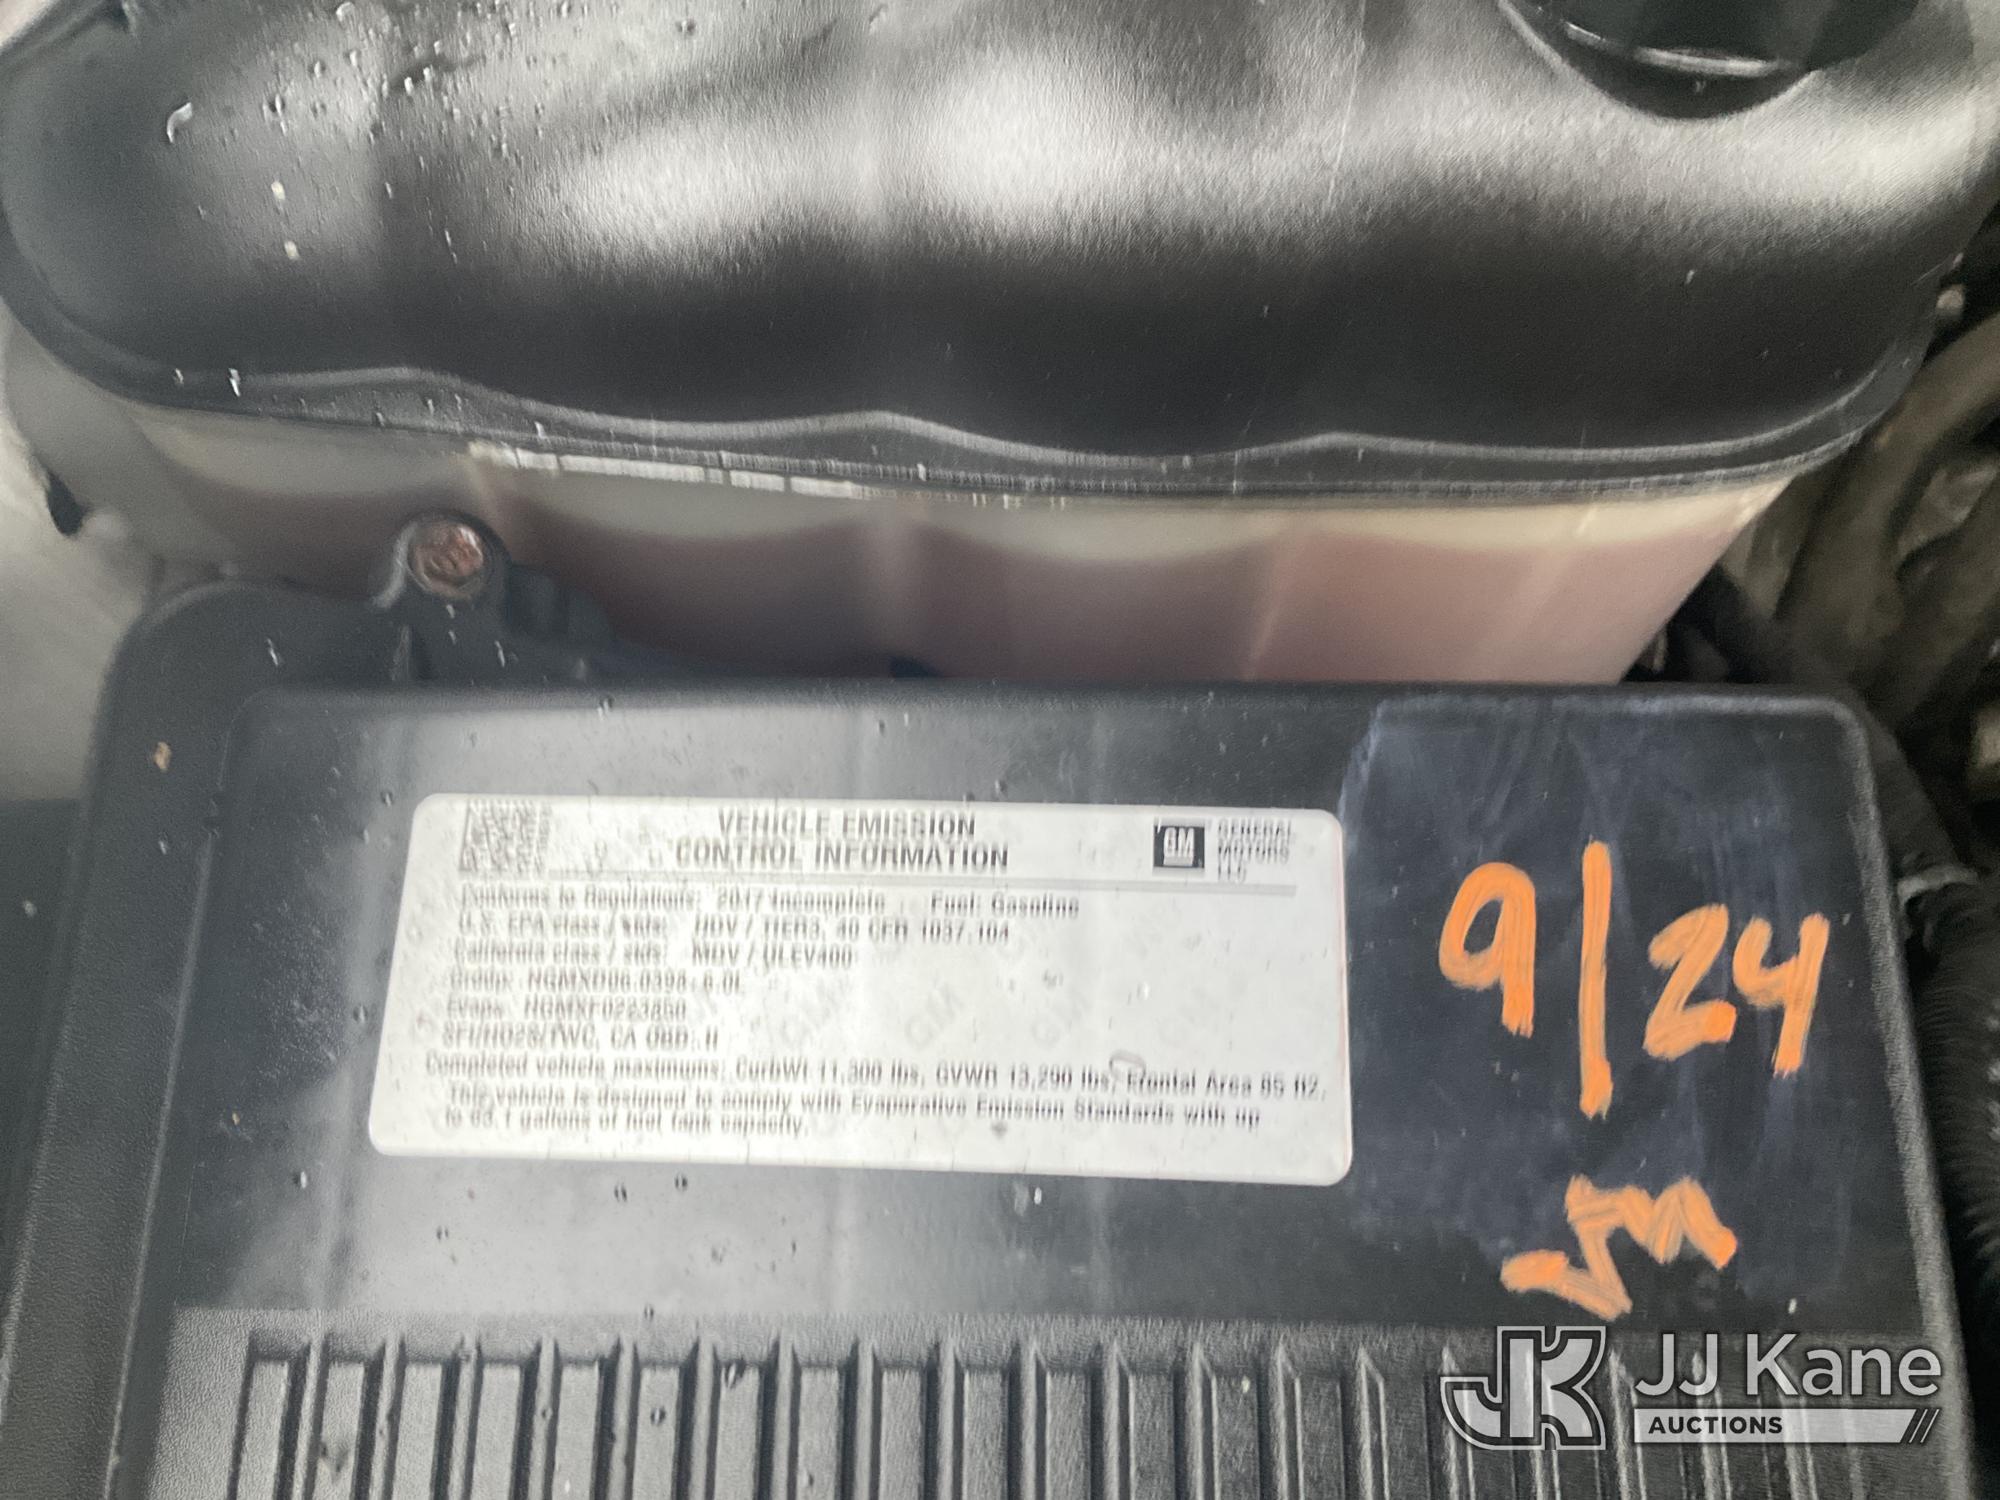 VEHICLE EMISSION
CONTROL INFORMATION
GM
GENERAL
MOTORS
LLC
Conforms to Regulations: 2017 Incomplete Fuel: Gasoline
U.S. EPA class / stds: HDV / TIER3, 40 CFR 1037.104
California class / stds: MDV / ULEV400
Group: HGMXD06.0398 6.0L
Evap: HGMXF0223850
SFI/HO2S/TWC, CA OBD II
Completed vehicle maximums: CurbWt 11,300 lbs, GVWR 13,290 lbs, Frontal Area 85 ft2.
This vehicle is designed to comply with Evaporative Emission Standards with up
to 63.1 gallons of fuel tank capacity.
9/24
JJ Kane
AUCTIONS